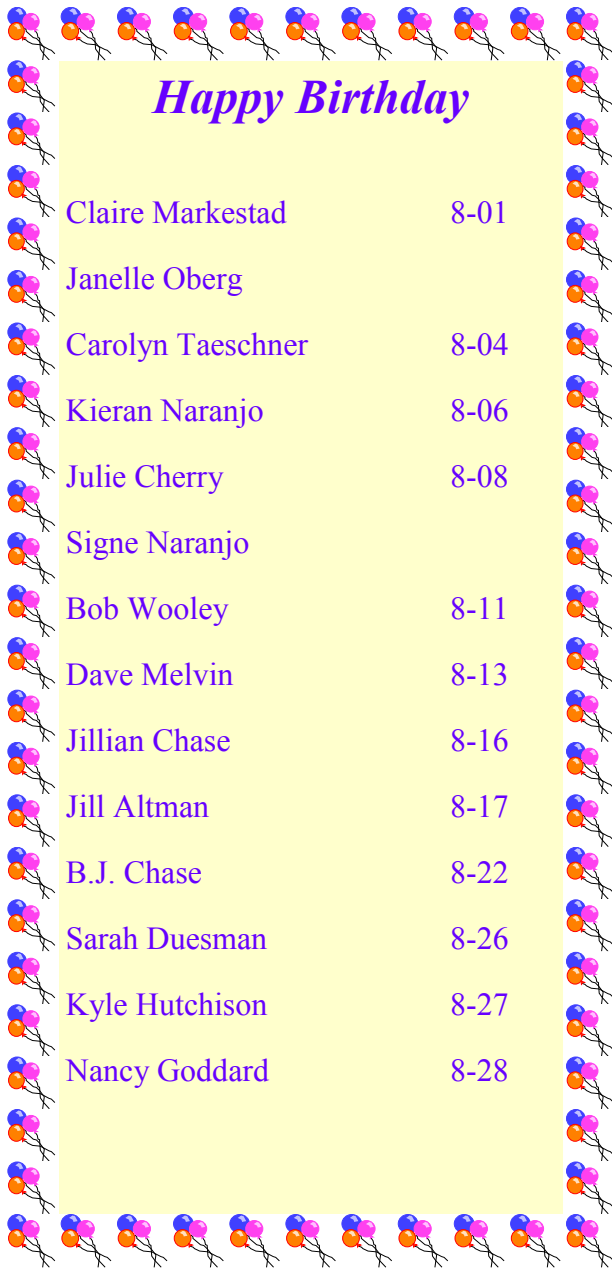 Happy Birthday
Claire Markestad 8-01
Janelle Oberg
Carolyn Taeschner 8-04
Kieran Naranjo 8-06
Julie Cherry 8-08
Signe Naranjo
Bob Wooley 8-11
Dave Melvin 8-13
Jillian Chase 8-16
Jill Altman 8-17
B.J. Chase 8-22
Sarah Duesman 8-26
Kyle Hutchison 8-27
Nancy Goddard 8-28